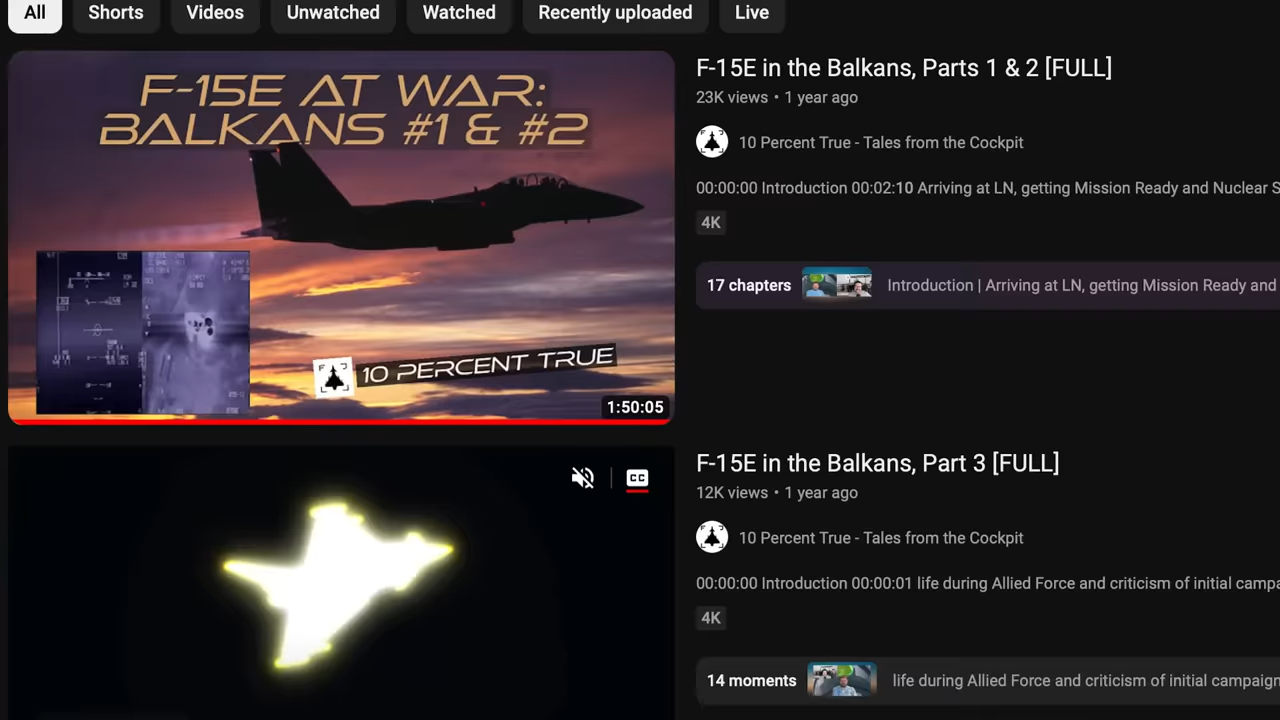 All
Shorts
Videos
Unwatched
Watched
Recently uploaded
Live
F-15E AT WAR:
BALKANS #1 & #2
10 PERCENT TRUE
1:50:05
F-15E in the Balkans, Parts 1 & 2 [FULL]
23K views • 1 year ago
10 Percent True - Tales from the Cockpit
00:00:00 Introduction 00:02:10 Arriving at LN, getting Mission Ready and Nuclear S
4K
17 chapters
Introduction | Arriving at LN, getting Mission Ready and
CC
F-15E in the Balkans, Part 3 [FULL]
12K views • 1 year ago
10 Percent True - Tales from the Cockpit
00:00:00 Introduction 00:00:01 life during Allied Force and criticism of initial campa
4K
14 moments
life during Allied Force and criticism of initial campaign